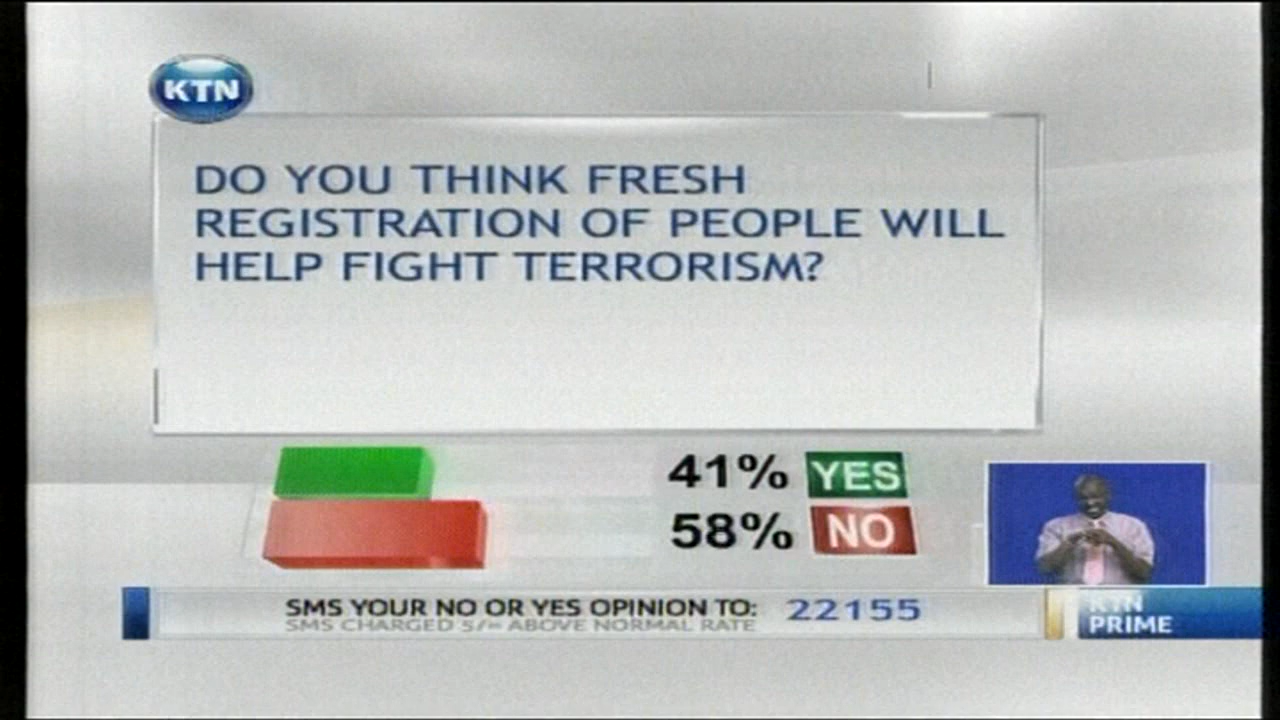 KTN
DO YOU THINK FRESH
REGISTRATION OF PEOPLE WILL
HELP FIGHT TERRORISM?
41% YES
58% NO
SMS YOUR NO OR YES OPINION TO: 22155
SMS CHARGED 5/= ABOVE NORMAL RATE
KTN
PRIME